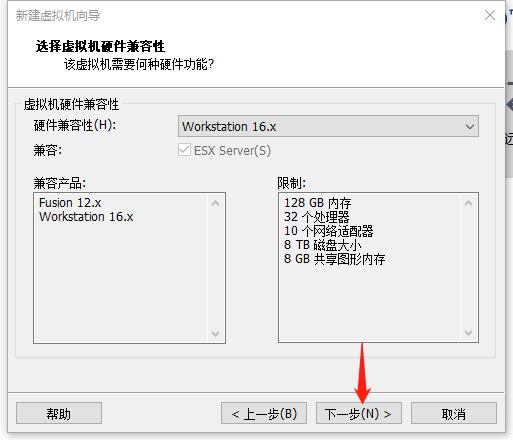 新建虚拟机向导
选择虚拟机硬件兼容性
该虚拟机需要何种硬件功能?
虚拟机硬件兼容性
硬件兼容性(H):
Workstation 16.x
兼容:
ESX Server(S)
兼容产品:
限制:
Fusion 12.x
Workstation 16.x
128 GB 内存
32 个处理器
10 个网络适配器
8 TB 磁盘大小
8 GB 共享图形内存
帮助
< 上一步(B)
下一步(N) >
取消